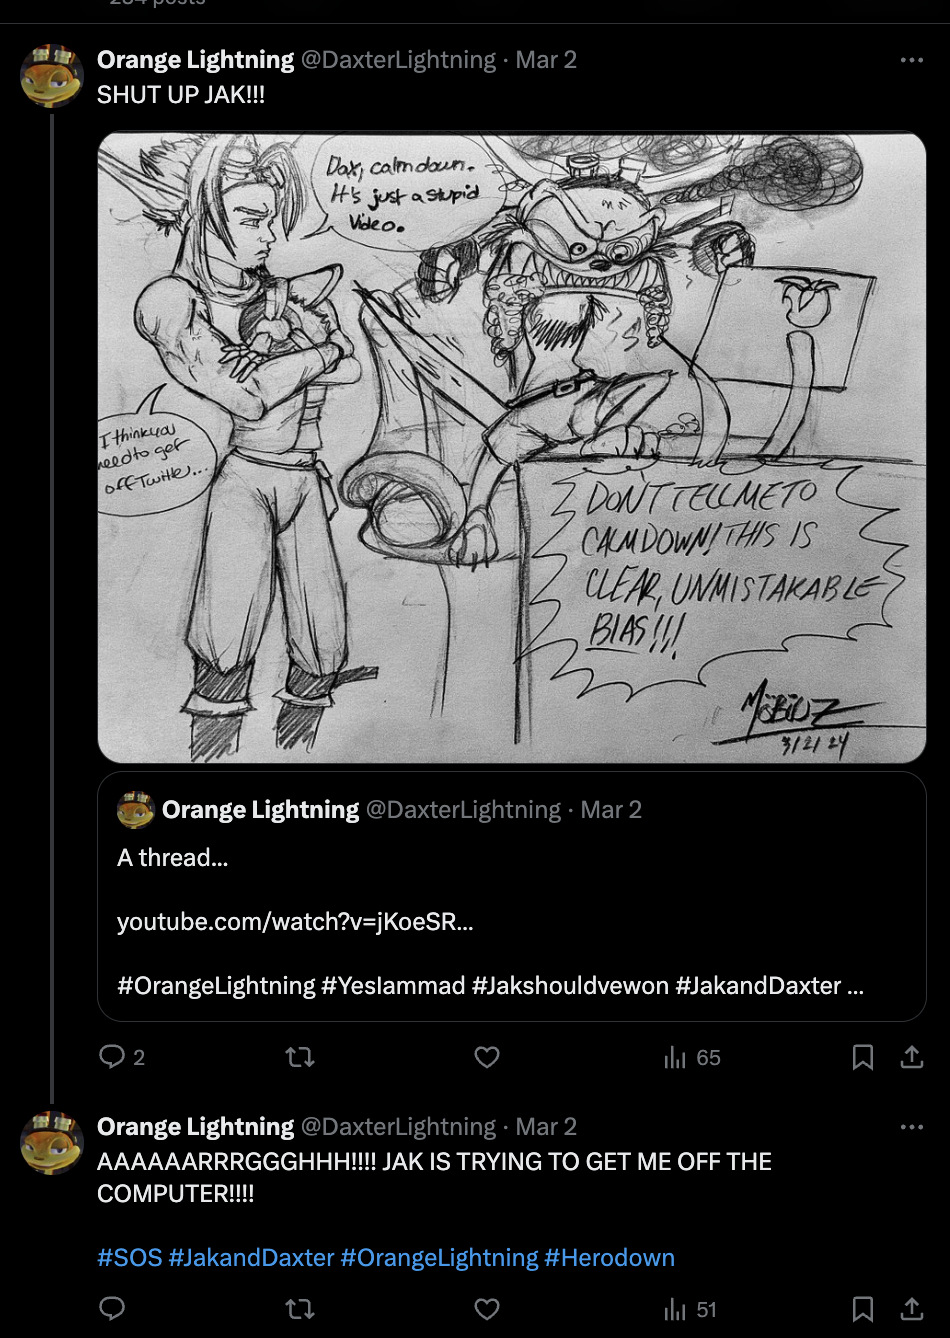 284 posts
Orange Lightning @DaxterLightning · Mar 2
SHUT UP JAK!!!
Dax, calm down.
It's just a stupid
Video.
I think you
need to get
off Twitter...
DON'T TELL ME TO
CALM DOWN! THIS IS
CLEAR, UNMISTAKABLE
BIAS!!!
MöBiUZ
3/2/24
Orange Lightning @DaxterLightning · Mar 2
A thread...
youtube.com/watch?v=jKoeSR...
#OrangeLightning #YesIammad #Jakshouldvewon #JakandDaxter ...
2
65
Orange Lightning @DaxterLightning · Mar 2
AAAAAARRRGGGHHH!!!! JAK IS TRYING TO GET ME OFF THE
COMPUTER!!!!
#SOS #JakandDaxter #OrangeLightning #Herodown
51